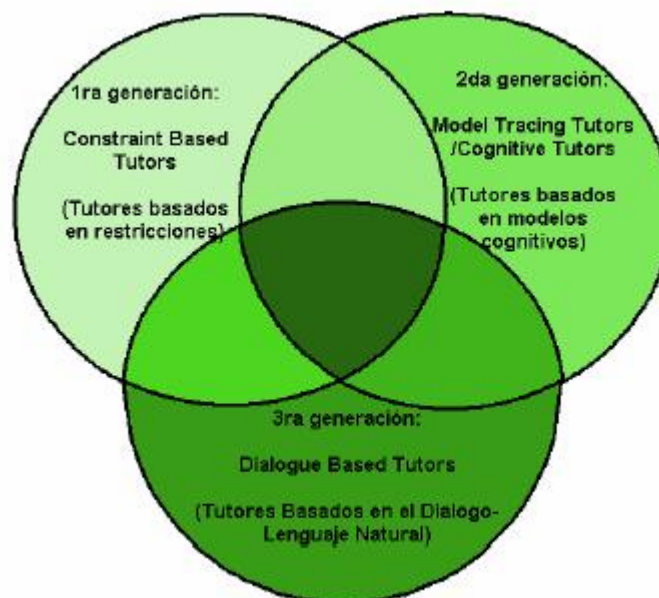 1ra generación:
Constraint Based
Tutors
(Tutores basados
en restricciones)
2da generación:
Model Tracing Tutors
/Cognitive Tutors
(Tutores basados
en modelos
cognitivos)
3ra generación:
Dialogue Based Tutors
(Tutores Basados en el Dialogo-
Lenguaje Natural)